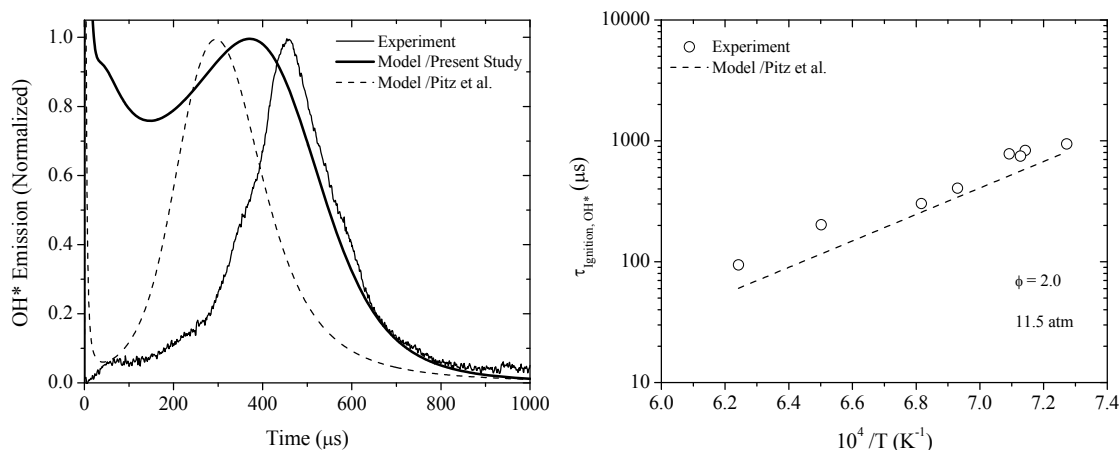 OH* Emission (Normalized)
1.0
0.8
0.6
0.4
0.2
0.0
Experiment
Model /Present Study
Model /Pitz et al.
0 200 400 600 800 1000
Time (μs)
τIgnition, OH* (μs)
10000
1000
100
10
Experiment
Model /Pitz et al.
ϕ = 2.0
11.5 atm
6.0 6.2 6.4 6.6 6.8 7.0 7.2 7.4
10⁴ /T (K⁻¹)